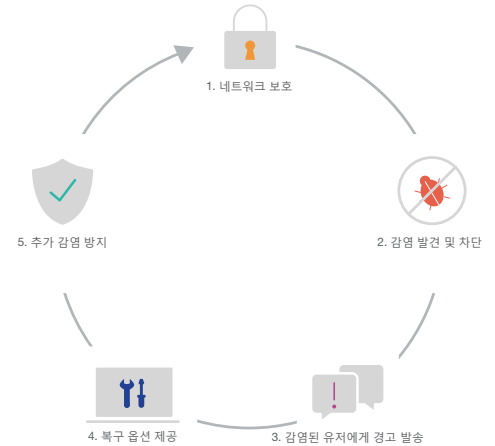 1. 네트워크 보호
2. 감염 발견 및 차단
3. 감염된 유저에게 경고 발송
4. 복구 옵션 제공
5. 추가 감염 방지